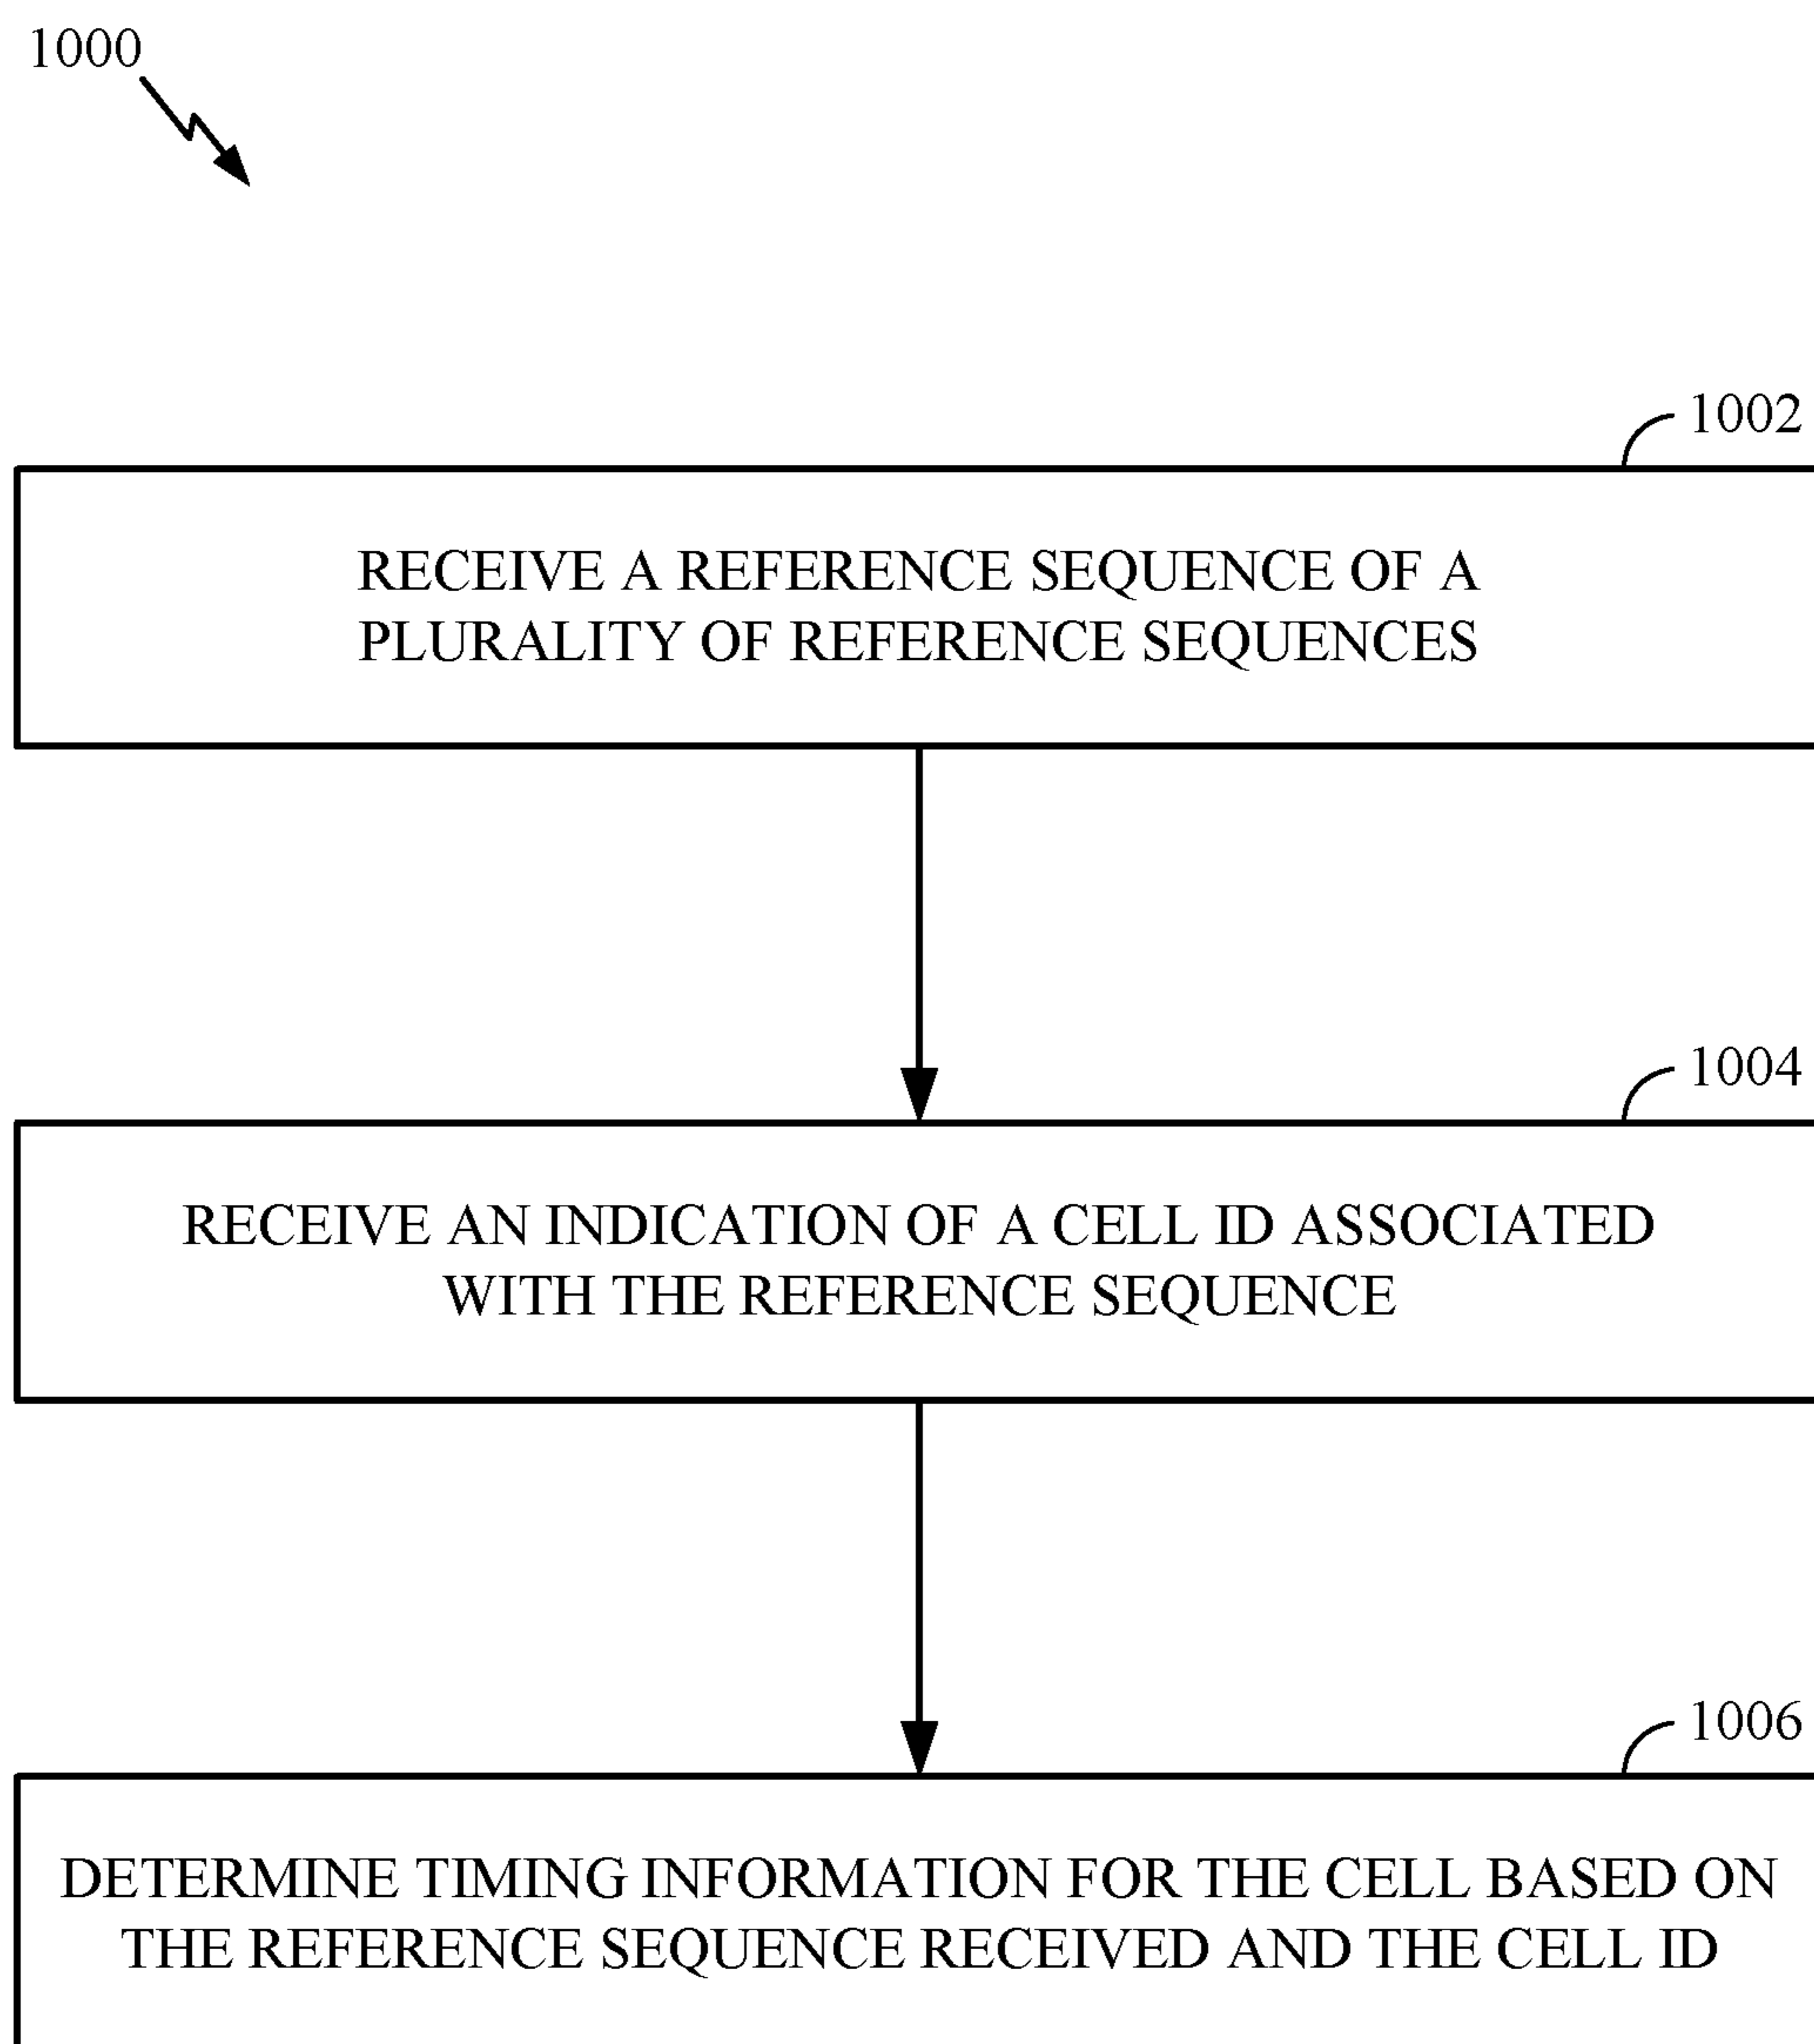 1000
1002
RECEIVE A REFERENCE SEQUENCE OF A
PLURALITY OF REFERENCE SEQUENCES
1004
RECEIVE AN INDICATION OF A CELL ID ASSOCIATED
WITH THE REFERENCE SEQUENCE
1006
DETERMINE TIMING INFORMATION FOR THE CELL BASED ON
THE REFERENCE SEQUENCE RECEIVED AND THE CELL ID